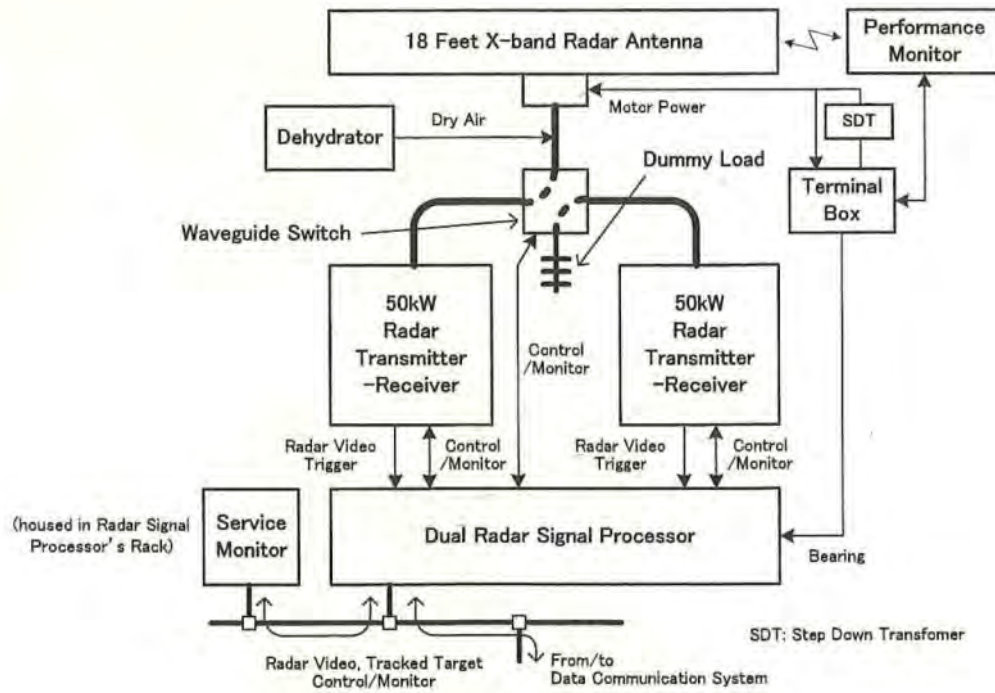 18 Feet X-band Radar Antenna
Performance
Monitor
Motor Power
SDT
Dehydrator
Dry Air
Dummy Load
Terminal
Box
Waveguide Switch
50kW
Radar
Transmitter
-Receiver
Control
/Monitor
50kW
Radar
Transmitter
-Receiver
Radar Video
Trigger
Control
/Monitor
Radar Video
Trigger
Control
/Monitor
(housed in Radar Signal
Processor's Rack)
Service
Monitor
Dual Radar Signal Processor
Bearing
SDT: Step Down Transfomer
Radar Video, Tracked Target
Control/Monitor
From/to
Data Communication System